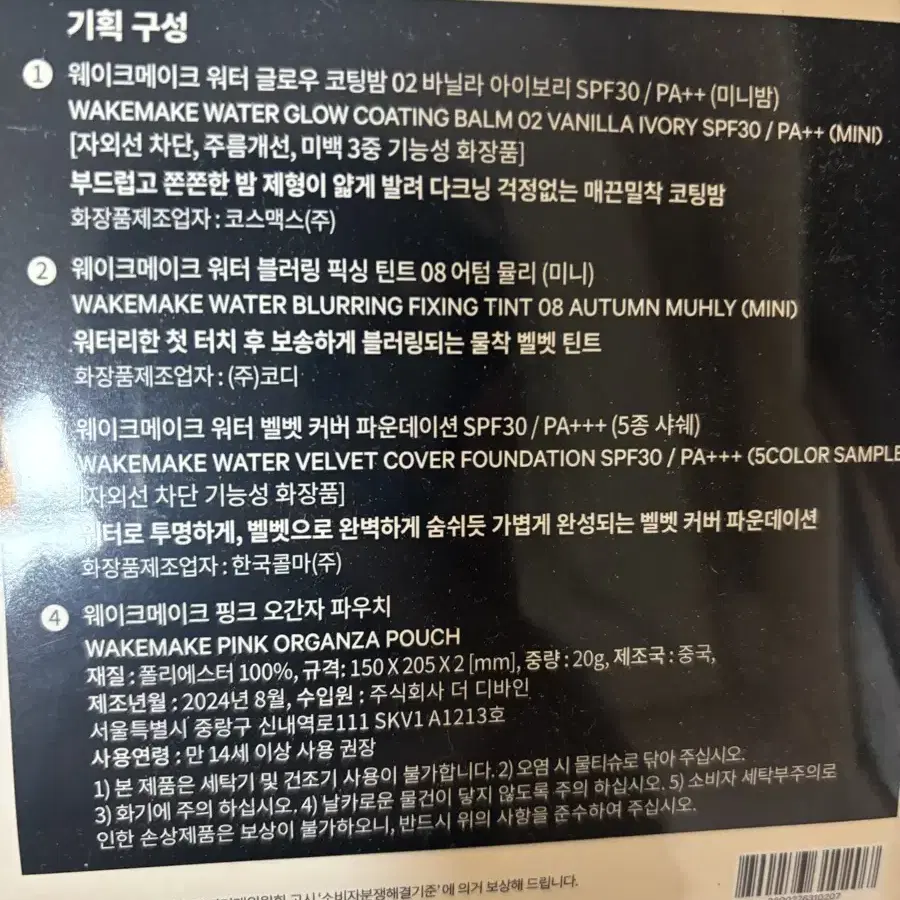 기획 구성
1 웨이크메이크 워터 글로우 코팅밤 02 바닐라 아이보리 SPF30 / PA++ (미니밤)
WAKEMAKE WATER GLOW COATING BALM 02 VANILLA IVORY SPF30 / PA++ (MINI)
[자외선 차단, 주름개선, 미백 3중 기능성 화장품]
부드럽고 쫀쫀한 밤 제형이 얇게 발려 다크닝 걱정없는 매끈밀착 코팅밤
화장품제조업자 : 코스맥스(주)
2 웨이크메이크 워터 블러링 픽싱 틴트 08 어텀 뮬리 (미니)
WAKEMAKE WATER BLURRING FIXING TINT 08 AUTUMN MUHLY (MINI)
워터리한 첫 터치 후 보송하게 블러링되는 물착 벨벳 틴트
화장품제조업자 : (주)코디
웨이크메이크 워터 벨벳 커버 파운데이션 SPF30 / PA+++ (5종 샤쉐)
WAKEMAKE WATER VELVET COVER FOUNDATION SPF30 / PA+++ (5COLOR SAMPLE
[자외선 차단 기능성 화장품]
워터로 투명하게, 벨벳으로 완벽하게 숨쉬듯 가볍게 완성되는 벨벳 커버 파운데이션
화장품제조업자 : 한국콜마(주)
4 웨이크메이크 핑크 오간자 파우치
WAKEMAKE PINK ORGANZA POUCH
재질 : 폴리에스터 100%, 규격: 150 X 205 X 2 [mm], 중량 : 20g, 제조국 : 중국,
제조년월 : 2024년 8월, 수입원 : 주식회사 더 디바인
서울특별시 중랑구 신내역로111 SKV1 A1213호
사용연령 : 만 14세 이상 사용 권장
1) 본 제품은 세탁기 및 건조기 사용이 불가합니다. 2) 오염 시 물티슈로 닦아 주십시오.
3) 화기에 주의 하십시오. 4) 날카로운 물건이 닿지 않도록 주의 하십시오. 5) 소비자 세탁부주의로
인한 손상제품은 보상이 불가하오니, 반드시 위의 사항을 준수하여 주십시오.
고시 '소비자분쟁해결기준' 에 의거 보상해 드립니다.